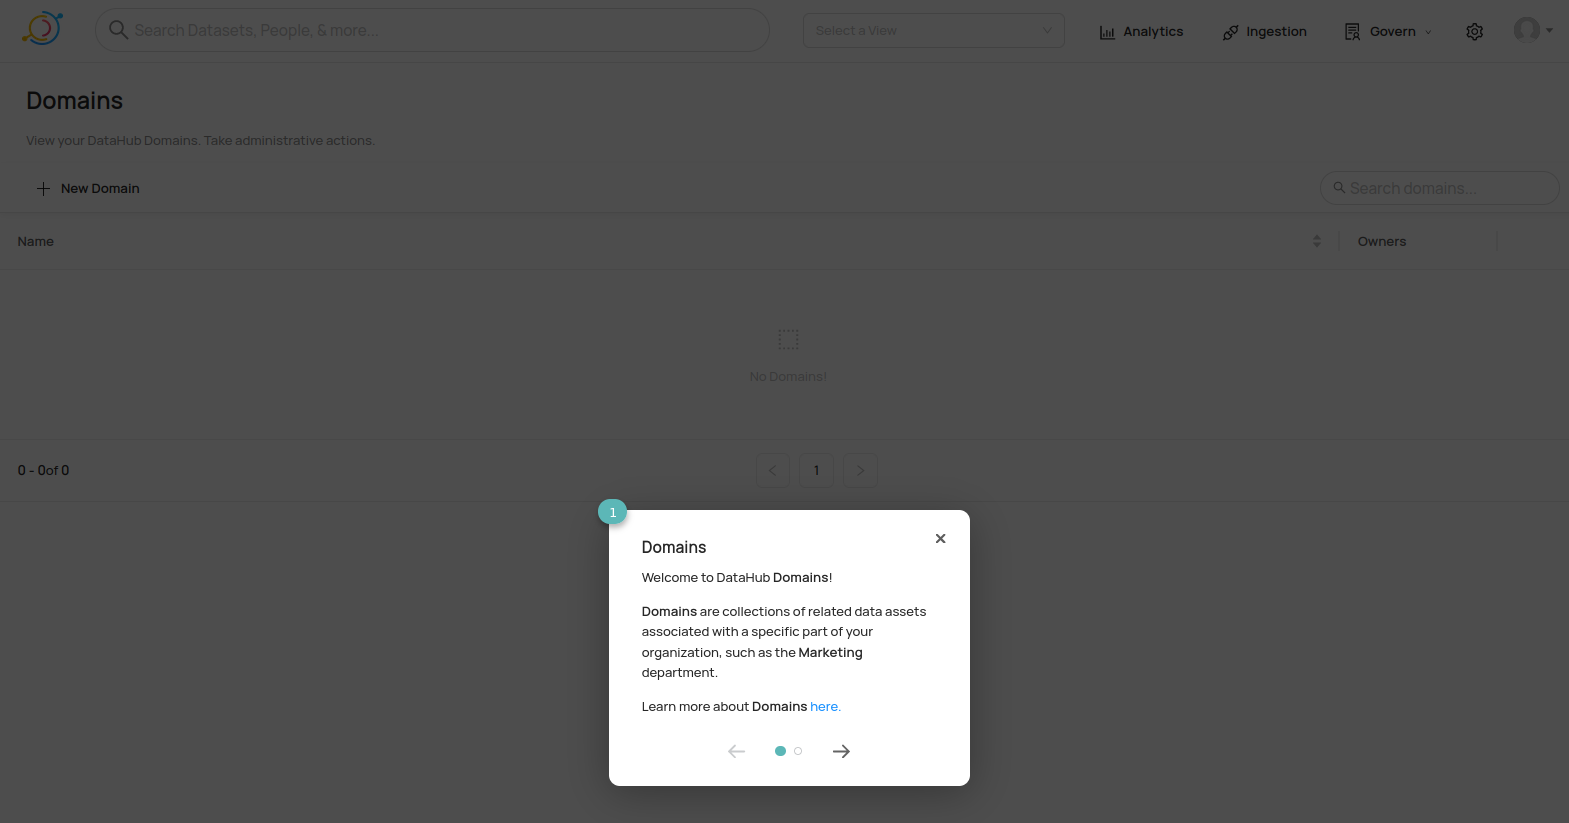 Search Datasets, People, & more...
Select a View
Analytics
Ingestion
Govern
Domains
View your DataHub Domains. Take administrative actions.
New Domain
Search domains...
Name
Owners
No Domains!
0 - 0of 0
1
1
Domains
Welcome to DataHub Domains!
Domains are collections of related data assets
associated with a specific part of your
organization, such as the Marketing
department.
Learn more about Domains here.